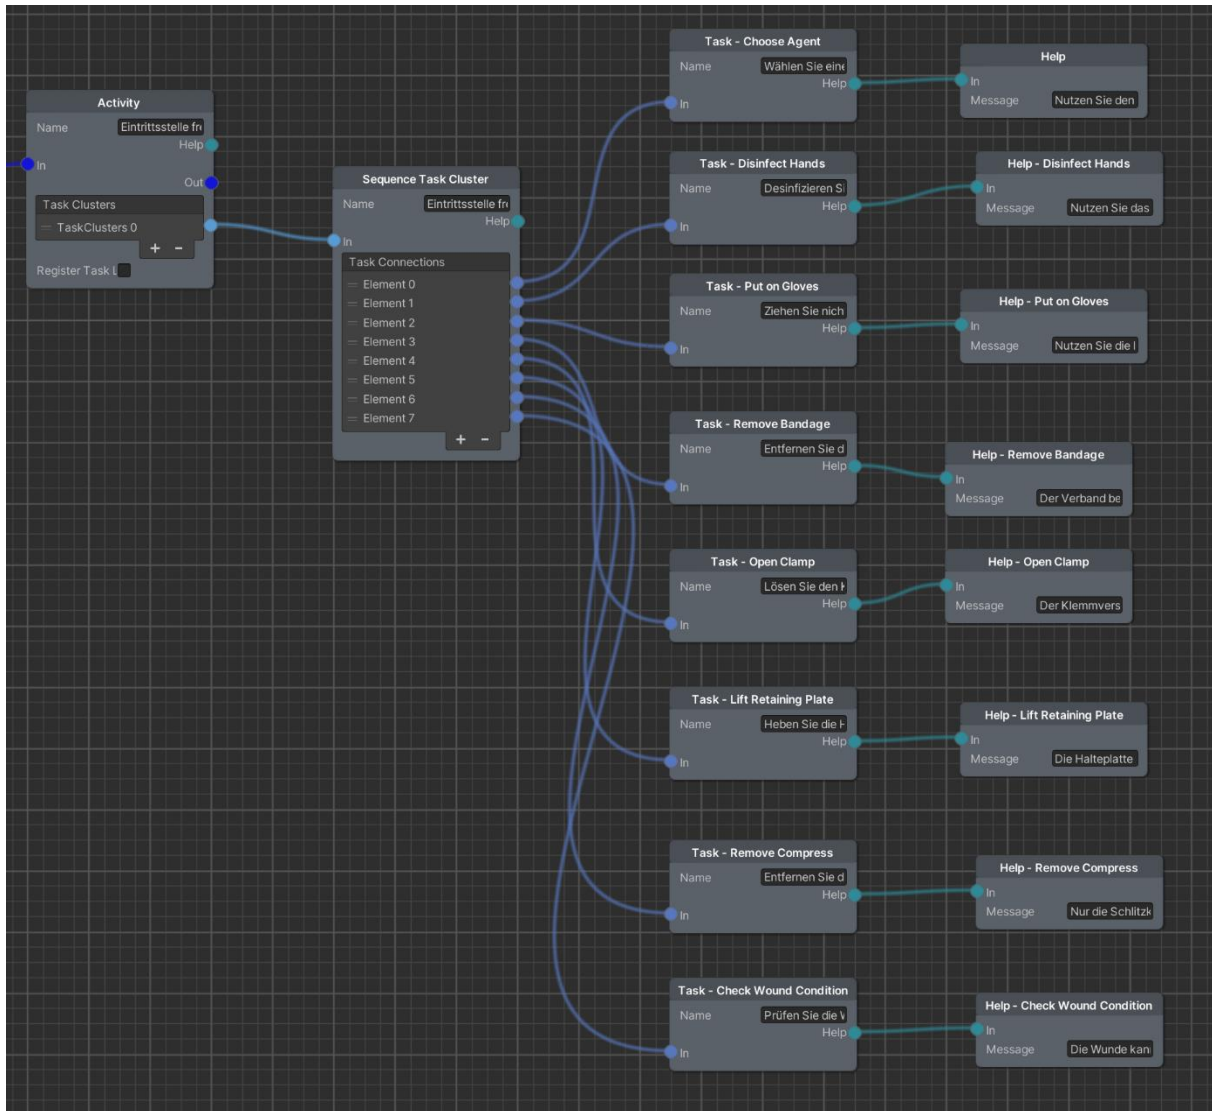 Activity
Name Eintrittsstelle fr
Help
In
Out
Task Clusters
= TaskClusters 0
+ -
Register Task L
Sequence Task Cluster
Name Eintrittsstelle fr
Help
In
Task Connections
= Element 0
= Element 1
= Element 2
= Element 3
= Element 4
= Element 5
= Element 6
= Element 7
+ -
Task - Choose Agent
Name Wählen Sie eine
Help
In
Help
In
Message Nutzen Sie den
Task - Disinfect Hands
Name Desinfizieren Si
Help
In
Help - Disinfect Hands
In
Message Nutzen Sie das
Task - Put on Gloves
Name Ziehen Sie nich
Help
In
Help - Put on Gloves
In
Message Nutzen Sie die
Task - Remove Bandage
Name Entfernen Sie d
Help
In
Help - Remove Bandage
In
Message Der Verband be
Task - Open Clamp
Name Lösen Sie den
Help
In
Help - Open Clamp
In
Message Der Klemmvers
Task - Lift Retaining Plate
Name Heben Sie die
Help
In
Help - Lift Retaining Plate
In
Message Die Halteplatte
Task - Remove Compress
Name Entfernen Sie d
Help
In
Help - Remove Compress
In
Message Nur die Schlitzk
Task - Check Wound Condition
Name Prüfen Sie die
Help
In
Help - Check Wound Condition
In
Message Die Wunde kan